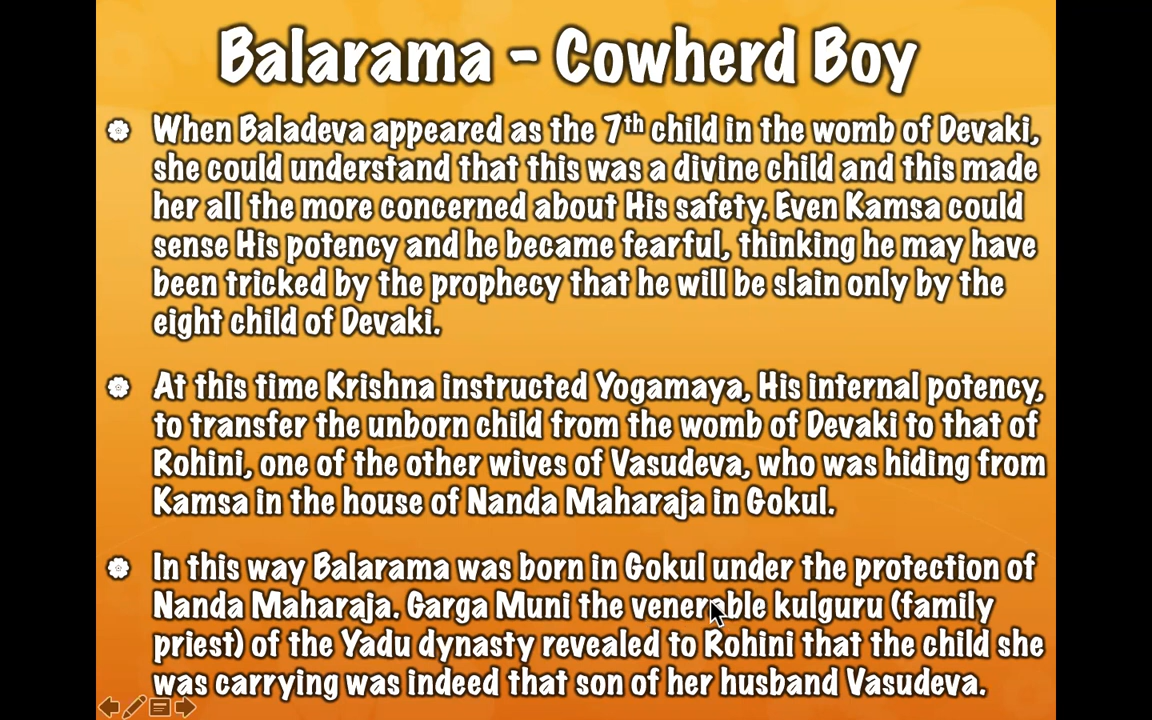 Balarama - Cowherd Boy
When Baladeva appeared as the 7th child in the womb of Devaki,
she could understand that this was a divine child and this made
her all the more concerned about His safety. Even Kamsa could
sense His potency and he became fearful, thinking he may have
been tricked by the prophecy that he will be slain only by the
eight child of Devaki.
At this time Krishna instructed Yogamaya, His internal potency,
to transfer the unborn child from the womb of Devaki to that of
Rohini, one of the other wives of Vasudeva, who was hiding from
Kamsa in the house of Nanda Maharaja in Gokul.
In this way Balarama was born in Gokul under the protection of
Nanda Maharaja. Garga Muni the venerable kulguru (family
priest) of the Yadu dynasty revealed to Rohini that the child she
was carrying was indeed that son of her husband Vasudeva.